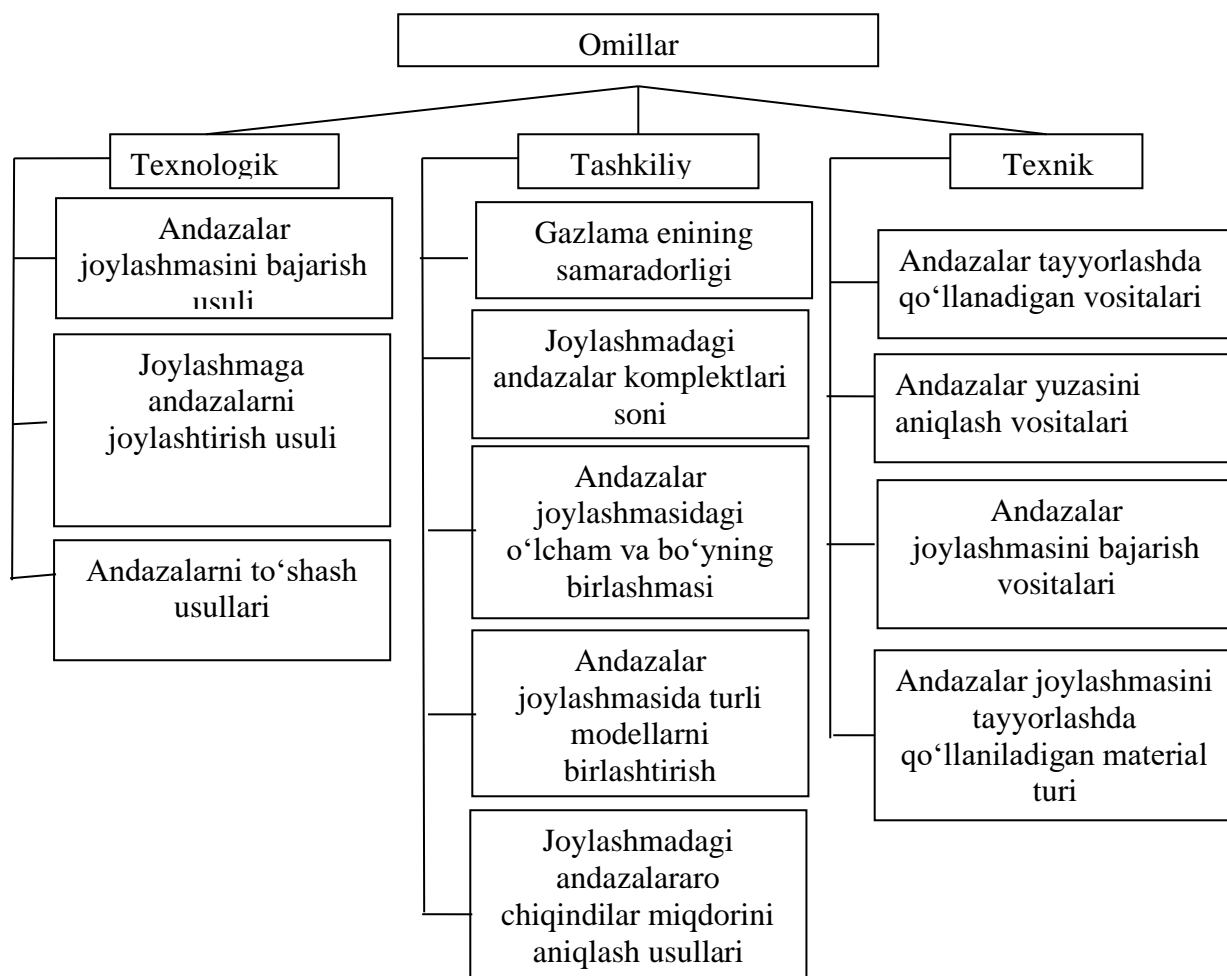 Omillar
Texnologik
Andazalar
joylashmasini bajarish
usuli
Joylashmaga
andazalarni
joylashtirish usuli
Andazalarni to‘shash
usullari
Tashkiliy
Gazlama enining
samaradorligi
Joylashmadagi
andazalar komplektlari
soni
Andazalar
joylashmasidagi
o‘lcham va bo‘yning
birlashmasi
Andazalar
joylashmasida turli
modellarni
birlashtirish
Joylashmadagi
andazalararo
chiqindilar miqdorini
aniqlash usullari
Texnik
Andazalar tayyorlashda
qo‘llanadigan vositalari
Andazalar yuzasini
aniqlash vositalari
Andazalar
joylashmasini bajarish
vositalari
Andazalar joylashmasini
tayyorlashda
qo‘llaniladigan material
turi